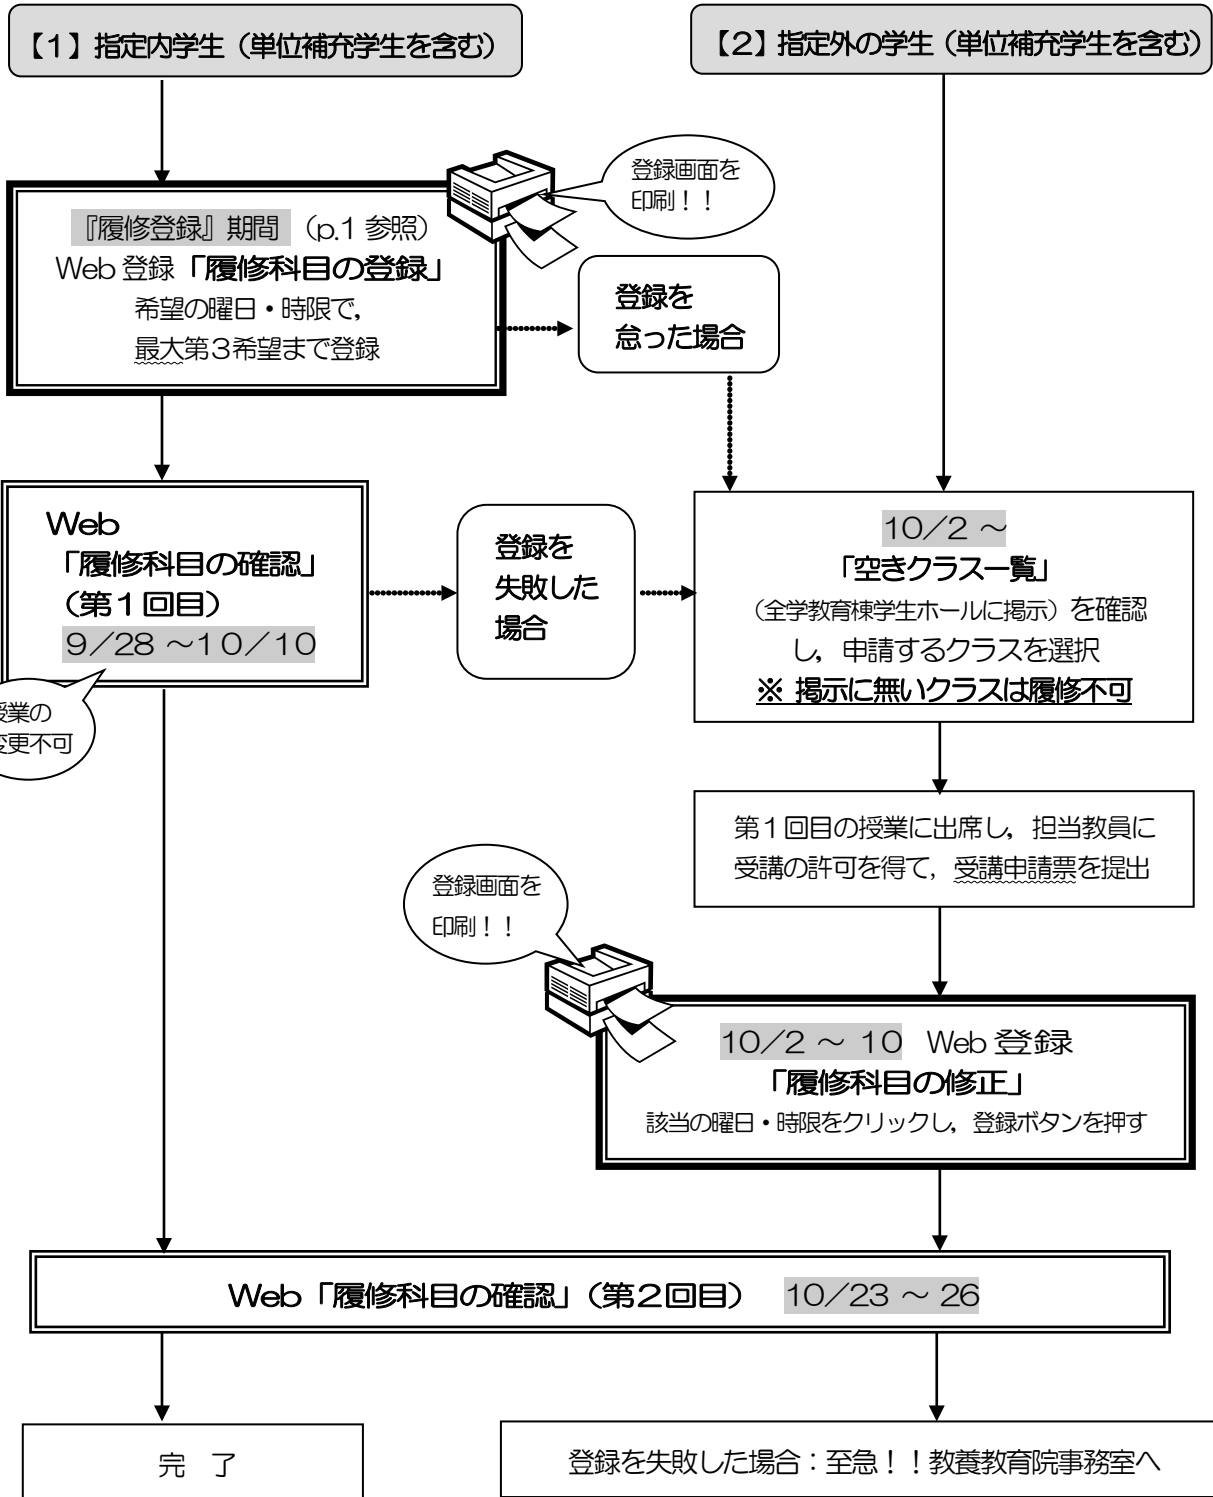 【1】指定内学生（単位補充学生を含む）
【2】指定外の学生（単位補充学生を含む）
登録画面を
印刷！！
『履修登録』期間 （p.1 参照）
Web 登録「履修科目の登録」
希望の曜日・時限で，
最大第３希望まで登録
登録を
怠った場合
Web
「履修科目の確認」
（第１回目）
９／２８ ～１０／１０
変更不可
登録を
失敗した
場合
１０／２ ～
「空きクラス一覧」
（全学教育棟学生ホールに掲示）を確認
し，申請するクラスを選択
※ 掲示に無いクラスは履修不可
第１回目の授業に出席し，担当教員に
受講の許可を得て，受講申請票を提出
登録画面を
印刷！！
１０／２ ～ １０ Web 登録
「履修科目の修正」
該当の曜日・時限をクリックし，登録ボタンを押す
Web「履修科目の確認」（第２回目） １０／２３ ～ ２６
完 了
登録を失敗した場合：至急！！教養教育院事務室へ